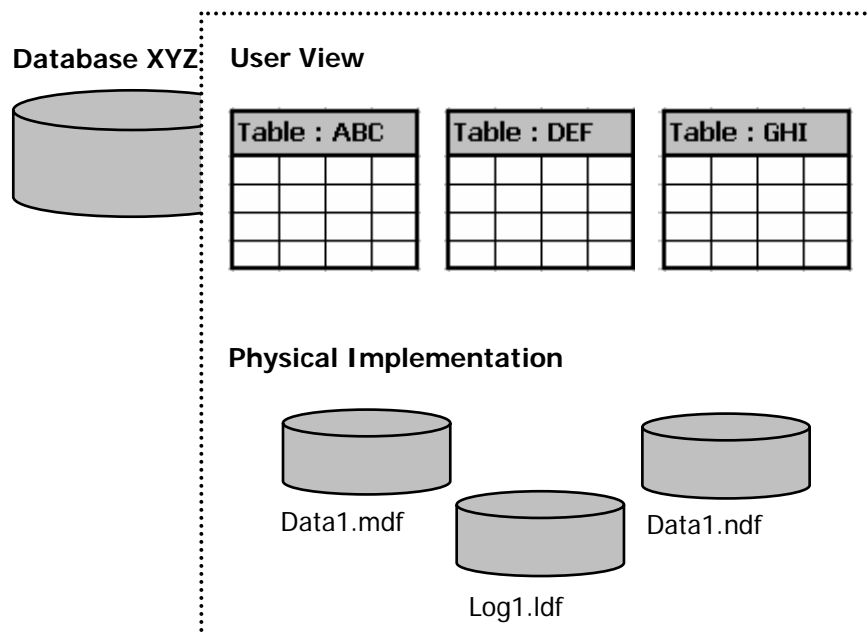 Database XYZ
User View
Table : ABC
Table : DEF
Table : GHI
Physical Implementation
Data1.mdf
Data1.ndf
Log1.ldf